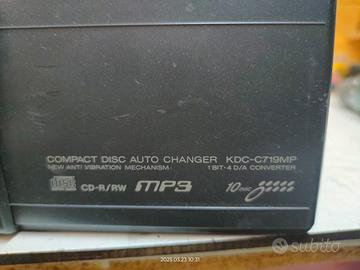 COMPACT DISC AUTO CHANGER KDC-C719MP
NEW ANTI VIBRATION MECHANISM 1 BIT-4 D/A CONVERTER
disc CD-R/RW MP3 10 DISC
2025.03.23 10:31
subito